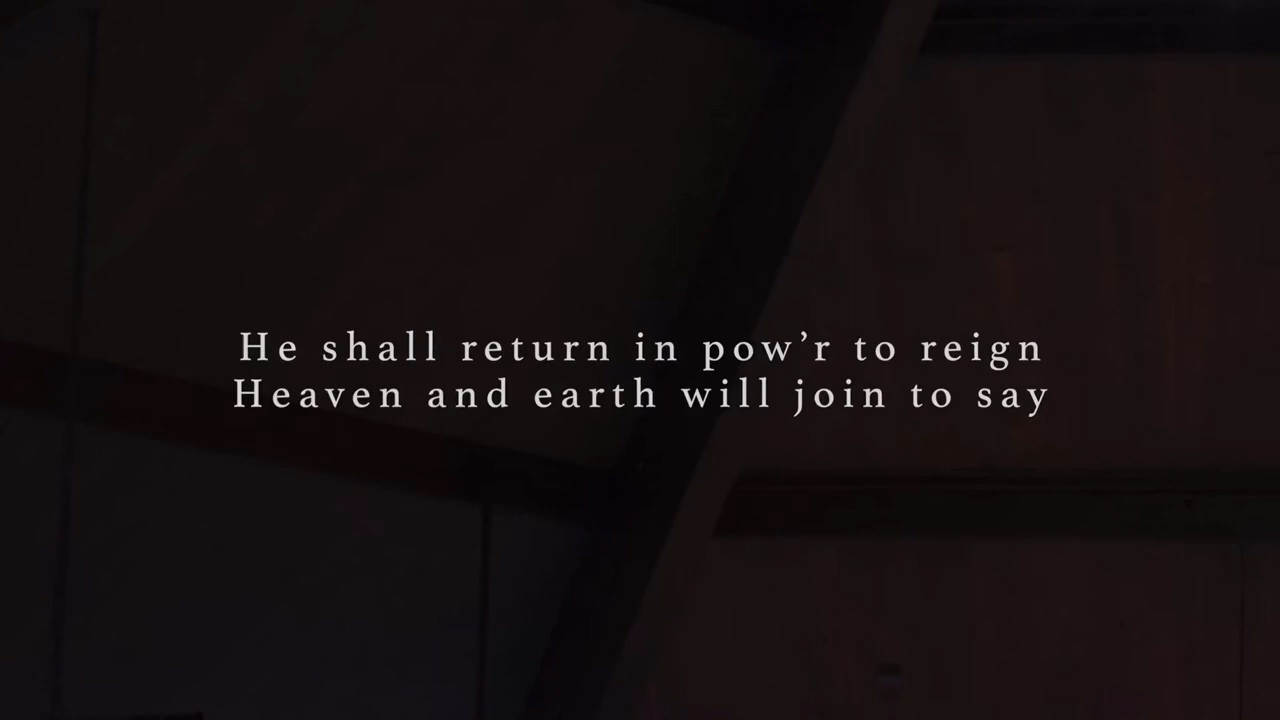 He shall return in pow’r to reign
Heaven and earth will join to say